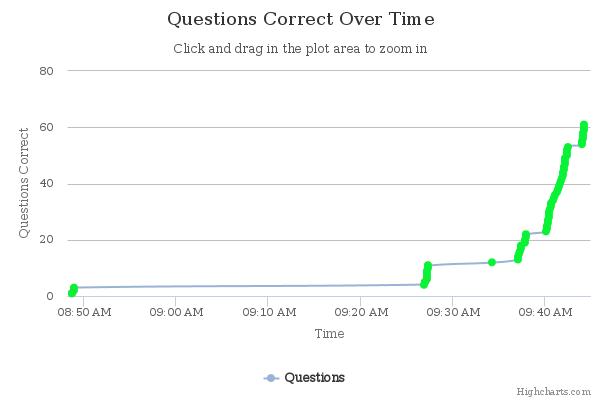 Questions Correct Over Time
Click and drag in the plot area to zoom in
Questions Correct
80
60
40
20
0
08:50 AM
09:00 AM
09:10 AM
09:20 AM
09:30 AM
09:40 AM
Time
Questions
Highcharts.com